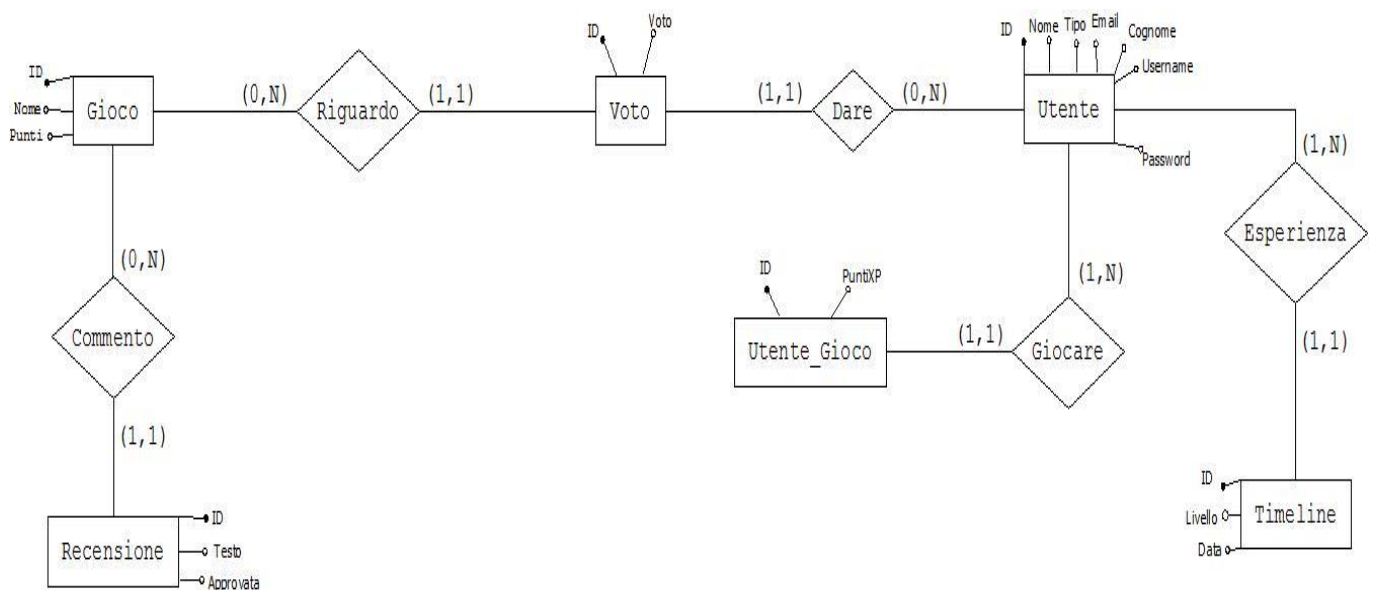 ID
Nome
Punti
Gioco
(0,N)
Riguardo
(1,1)
ID
Voto
Voto
(1,1)
Dare
(0,N)
ID
Nome
Tipo
Email
Cognome
Username
Utente
Password
(1,N)
Esperienza
(1,1)
(0,N)
Commento
(1,1)
ID
PuntiXP
Utente_Gioco
(1,1)
(1,N)
Giocare
Recensione
ID
Testo
Approvata
ID
Livello
Data
Timeline